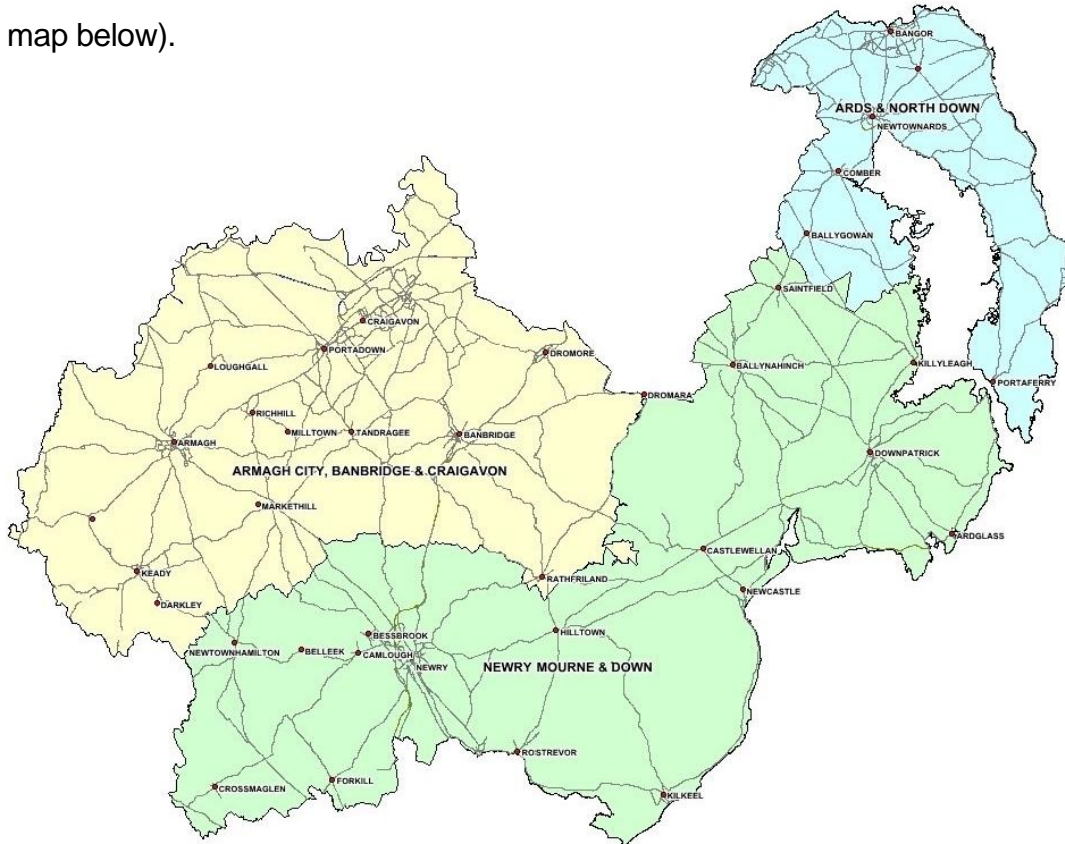 map below).
BANGOR
ARDS & NORTH DOWN
NEWTOWNARDS
COMBER
BALLYGOWAN
SAINTFIELD
CRAIGAVON
PORTADOWN
DROMORE
LOUGHGALL
BALLYNAHINCH
KILLYLEAGH
PORTAFERRY
DROMARA
RICHHILL
MILLTOWN
TANDRAGEE
BANBRIDGE
ARMAGH
DOWNPATRICK
ARMAGH CITY, BANBRIDGE & CRAIGAVON
MARKETHILL
ARDGLASS
CASTLEWELLAN
KEADY
RATHFRILAND
NEWCASTLE
DARKLEY
HILLTOWN
BESSBROOK
NEWTOWNHAMILTON
BELLEEK
CAMLOUGH
NEWRY
NEWRY MOURNE & DOWN
ROSTREVOR
FORKILL
CROSSMAGLEN
KILKEEL